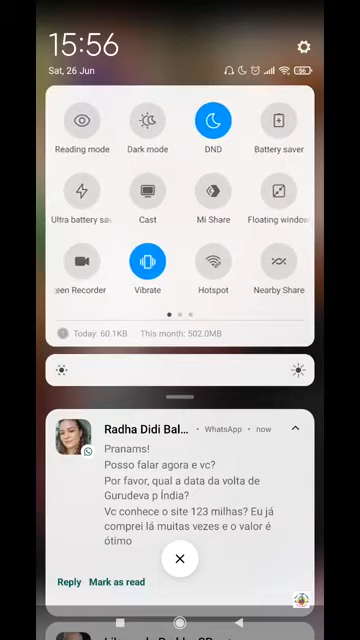 15:56
Sat, 26 Jun
56
Reading mode
Dark mode
DND
Battery saver
Ultra battery sav
Cast
Mi Share
Floating window
een Recorder
Vibrate
Hotspot
Nearby Share
Today: 60.1KB This month: 502.0MB
Radha Didi Bal... • WhatsApp • now
Pranams!
Posso falar agora e vc?
Por favor, qual a data da volta de
Gurudeva p Índia?
Vc conhece o site 123 milhas? Eu já
comprei lá muitas vezes e o valor é
ótimo
Reply Mark as read